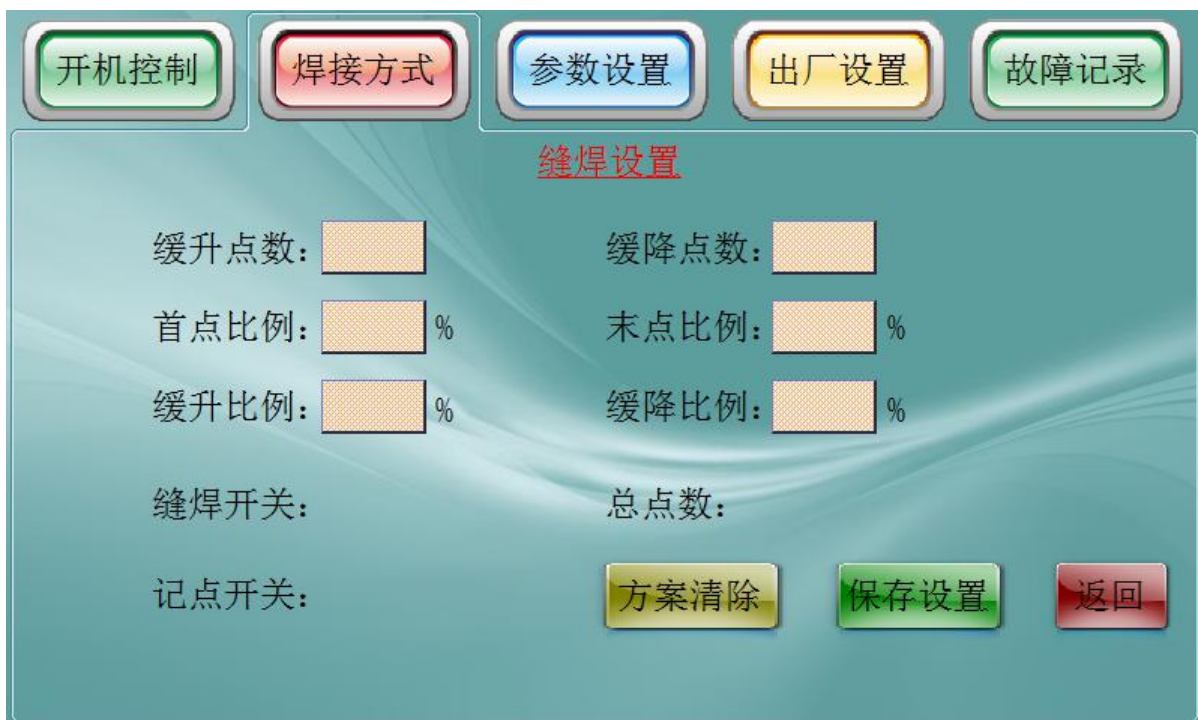 开机控制 焊接方式 参数设置 出厂设置 故障记录
缝焊设置
缓升点数: 缓降点数:
首点比例: % 末点比例: %
缓升比例: % 缓降比例: %
缝焊开关: 总点数:
记点开关: 方案清除 保存设置 返回